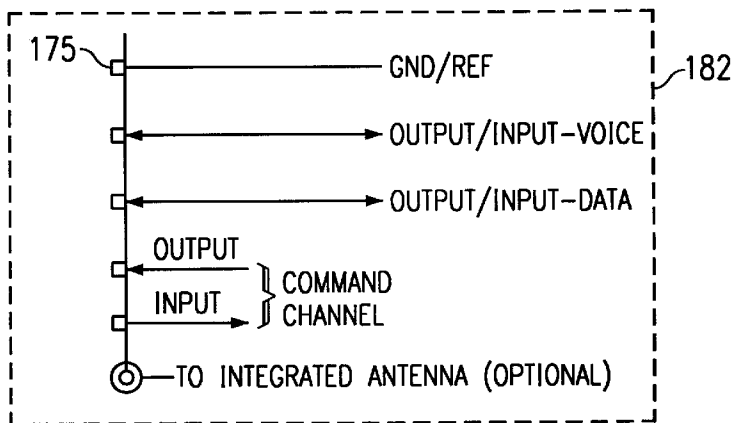 175
GND/REF
182
OUTPUT/INPUT-VOICE
OUTPUT/INPUT-DATA
OUTPUT
COMMAND
INPUT
CHANNEL
TO INTEGRATED ANTENNA (OPTIONAL)